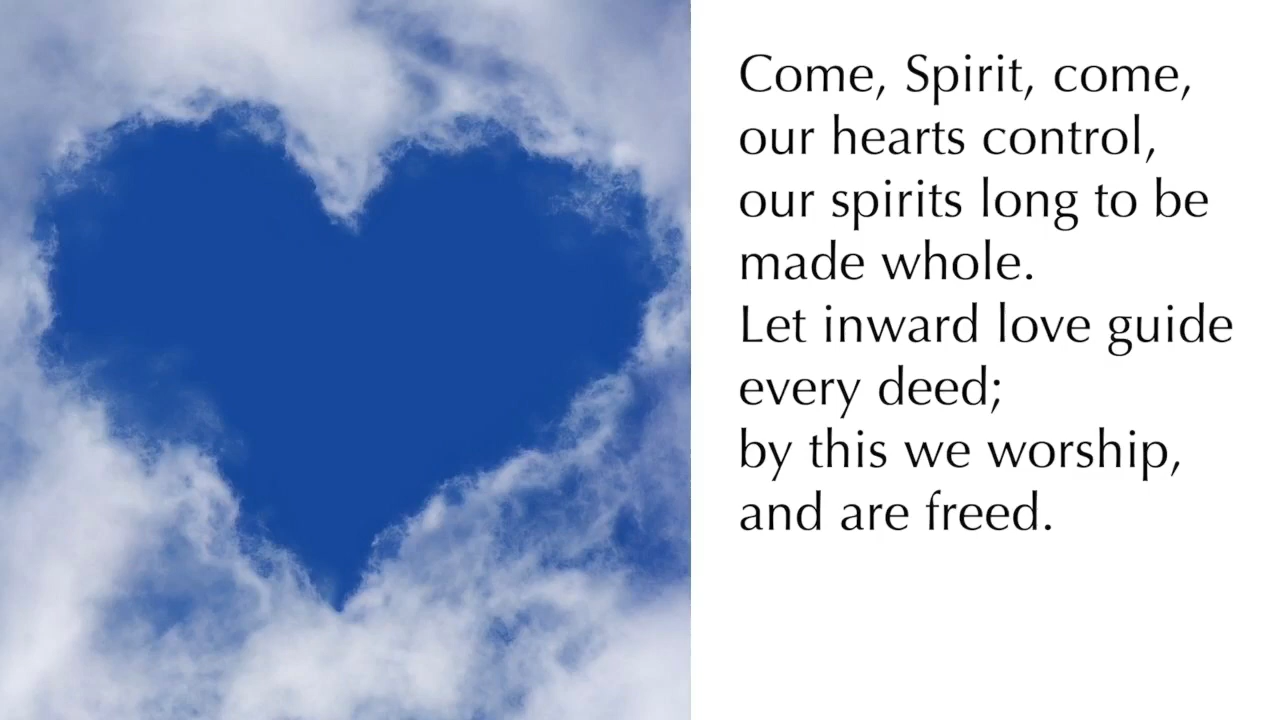 Come, Spirit, come,
our hearts control,
our spirits long to be
made whole.
Let inward love guide
every deed;
by this we worship,
and are freed.